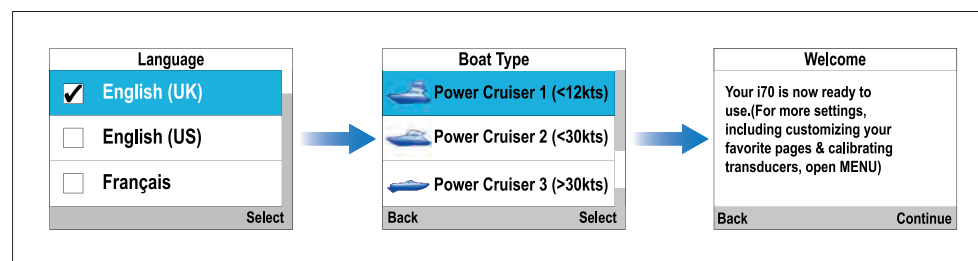 Language
English (UK)
English (US)
Français
Select
Boat Type
Power Cruiser 1 (<12kts)
Power Cruiser 2 (<30kts)
Power Cruiser 3 (>30kts)
Back
Select
Welcome
Your i70 is now ready to
use.(For more settings,
including customizing your
favorite pages & calibrating
transducers, open MENU)
Back
Continue